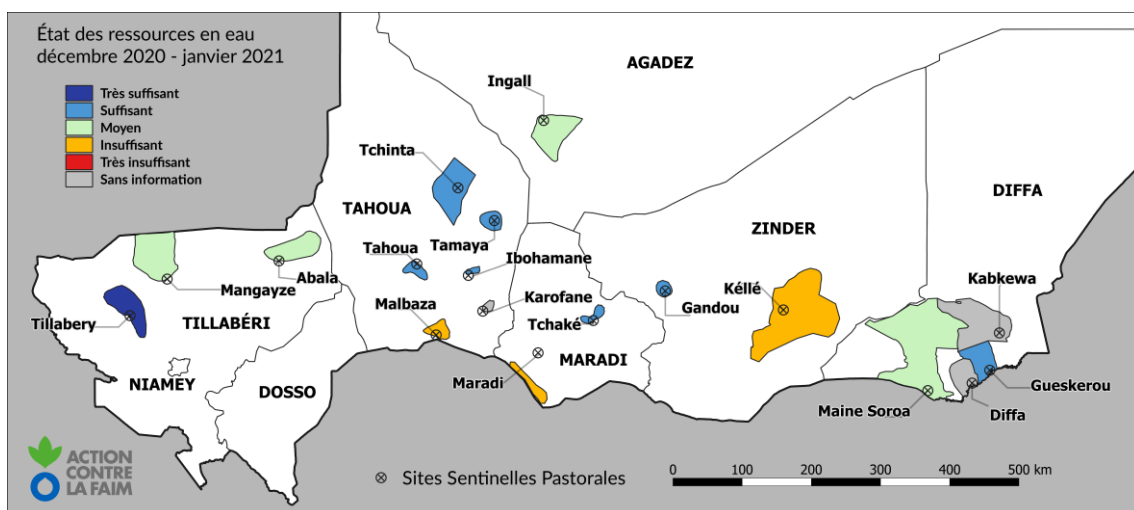 État des ressources en eau
décembre 2020 - janvier 2021
Très suffisant
Suffisant
Moyen
Insuffisant
Très insuffisant
Sans information
AGADEZ
Ingall
Tchinta
DIFFA
TAHOUA
ZINDER
Tamaya
Tahoua
Ibohamane
Abala
Kabkewa
Mangayze
Kéllé
Karofane
Malbaza
Gandou
Tillabery
TILLABÉRI
Tchaké
MARADI
Maradi
NIAMEY
DOSSO
Gueskerou
Maine Soroa
Diffa
ACTION
CONTRE
LA FAIM
Sites Sentinelles Pastorales
0 100 200 300 400 500 km